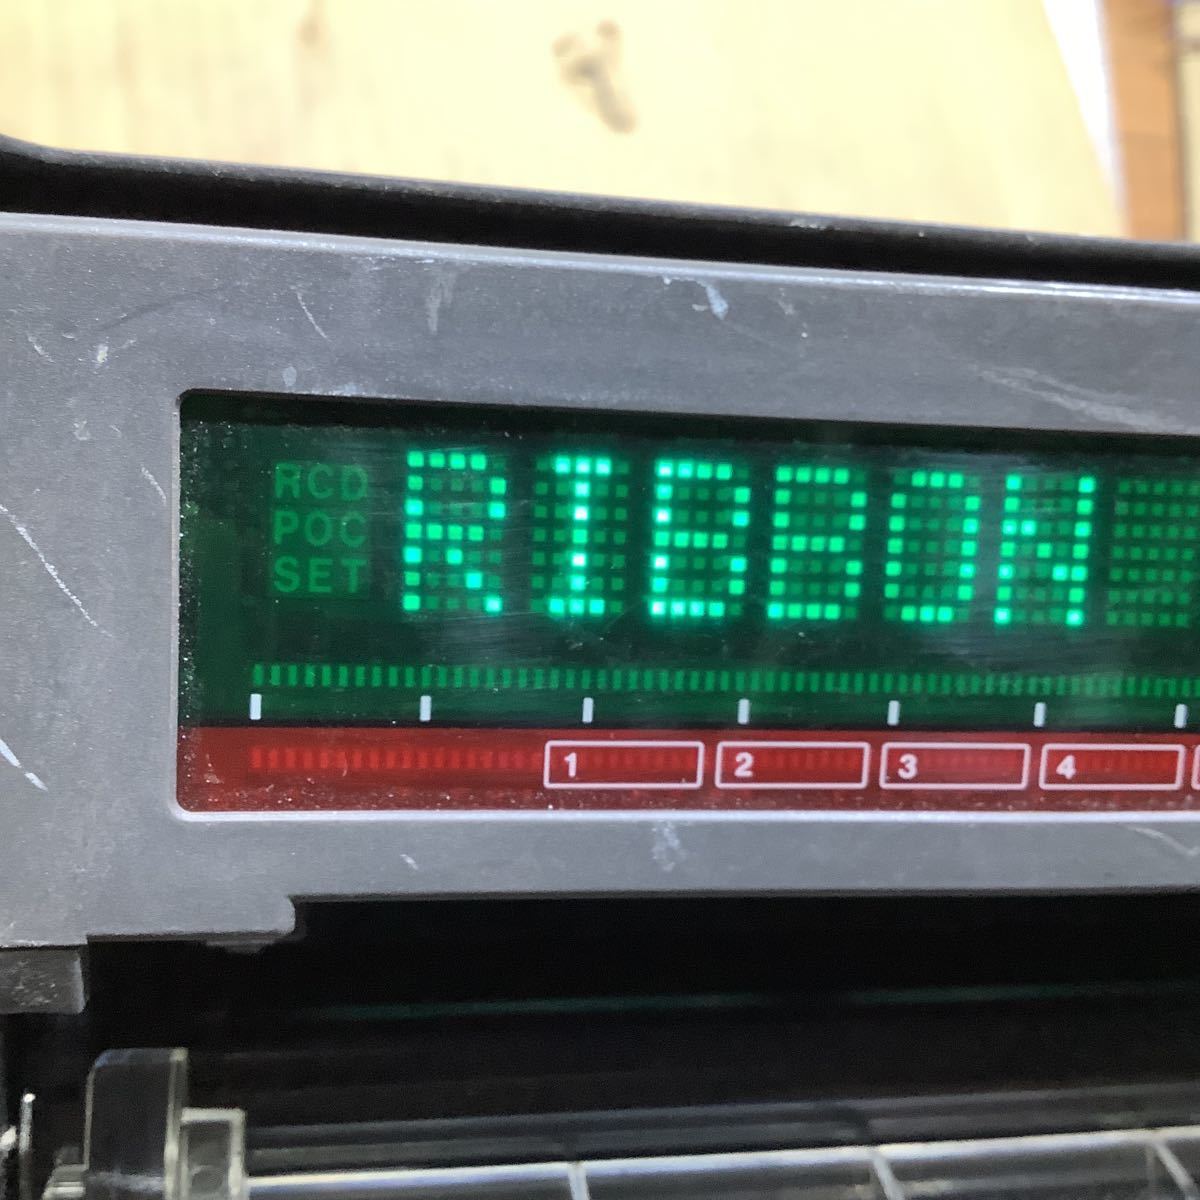 RIBBON
RCD
POC
SET
1 2 3 4